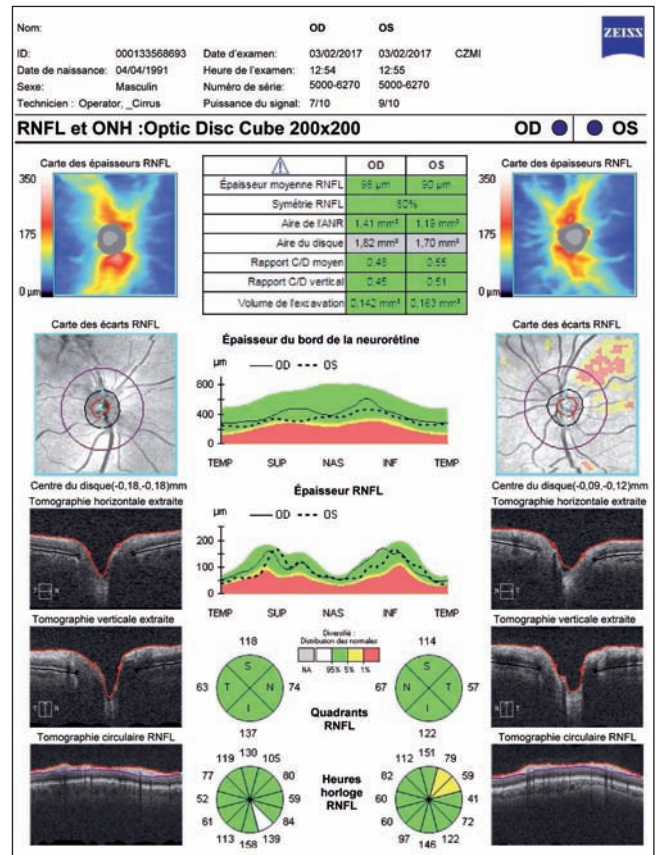 Nom: OD OS
ZEISS
ID: 000133568693 Date d'examen: 03/02/2017 03/02/2017 CZMI
Date de naissance: 04/04/1991 Heure de l'examen: 12:54 12:55
Sexe: Masculin Numéro de série: 5000-6270 5000-6270
Technicien : Operator, _Cirrus Puissance du signal: 7/10 9/10
RNFL et ONH :Optic Disc Cube 200x200 OD OS
Carte des épaisseurs RNFL
350
175
0 µm
OD OS
Épaisseur moyenne RNFL 98 µm 90 µm
Symétrie RNFL 80%
Aire de l'ANR 1,41 mm² 1,19 mm²
Aire du disque 1,82 mm² 1,70 mm²
Rapport C/D moyen 0,46 0,55
Rapport C/D vertical 0,45 0,51
Volume de l'excavation 0,142 mm³ 0,163 mm³
Carte des épaisseurs RNFL
350
175
0 µm
Carte des écarts RNFL
Centre du disque(-0,18,-0,18)mm
Épaisseur du bord de la neurorétine
µm OD OS
800
400
0
TEMP SUP NAS INF TEMP
Carte des écarts RNFL
Centre du disque(-0,09,-0,12)mm
Tomographie horizontale extraite
T N
Épaisseur RNFL
µm OD OS
200
100
0
TEMP SUP NAS INF TEMP
Tomographie horizontale extraite
T N
Tomographie verticale extraite
T N
Diversifié :
Distribution des normales
NA 95% 5% 1%
118
63 S T N I 74
137
Quadrants
RNFL
114
67 S N T I 57
122
Tomographie verticale extraite
T N
Tomographie circulaire RNFL
119 130 105
77 80
52 59
61 84
113 158 139
Heures
horloge
RNFL
112 151 79
82 59
60 41
60 72
97 146 122
Tomographie circulaire RNFL